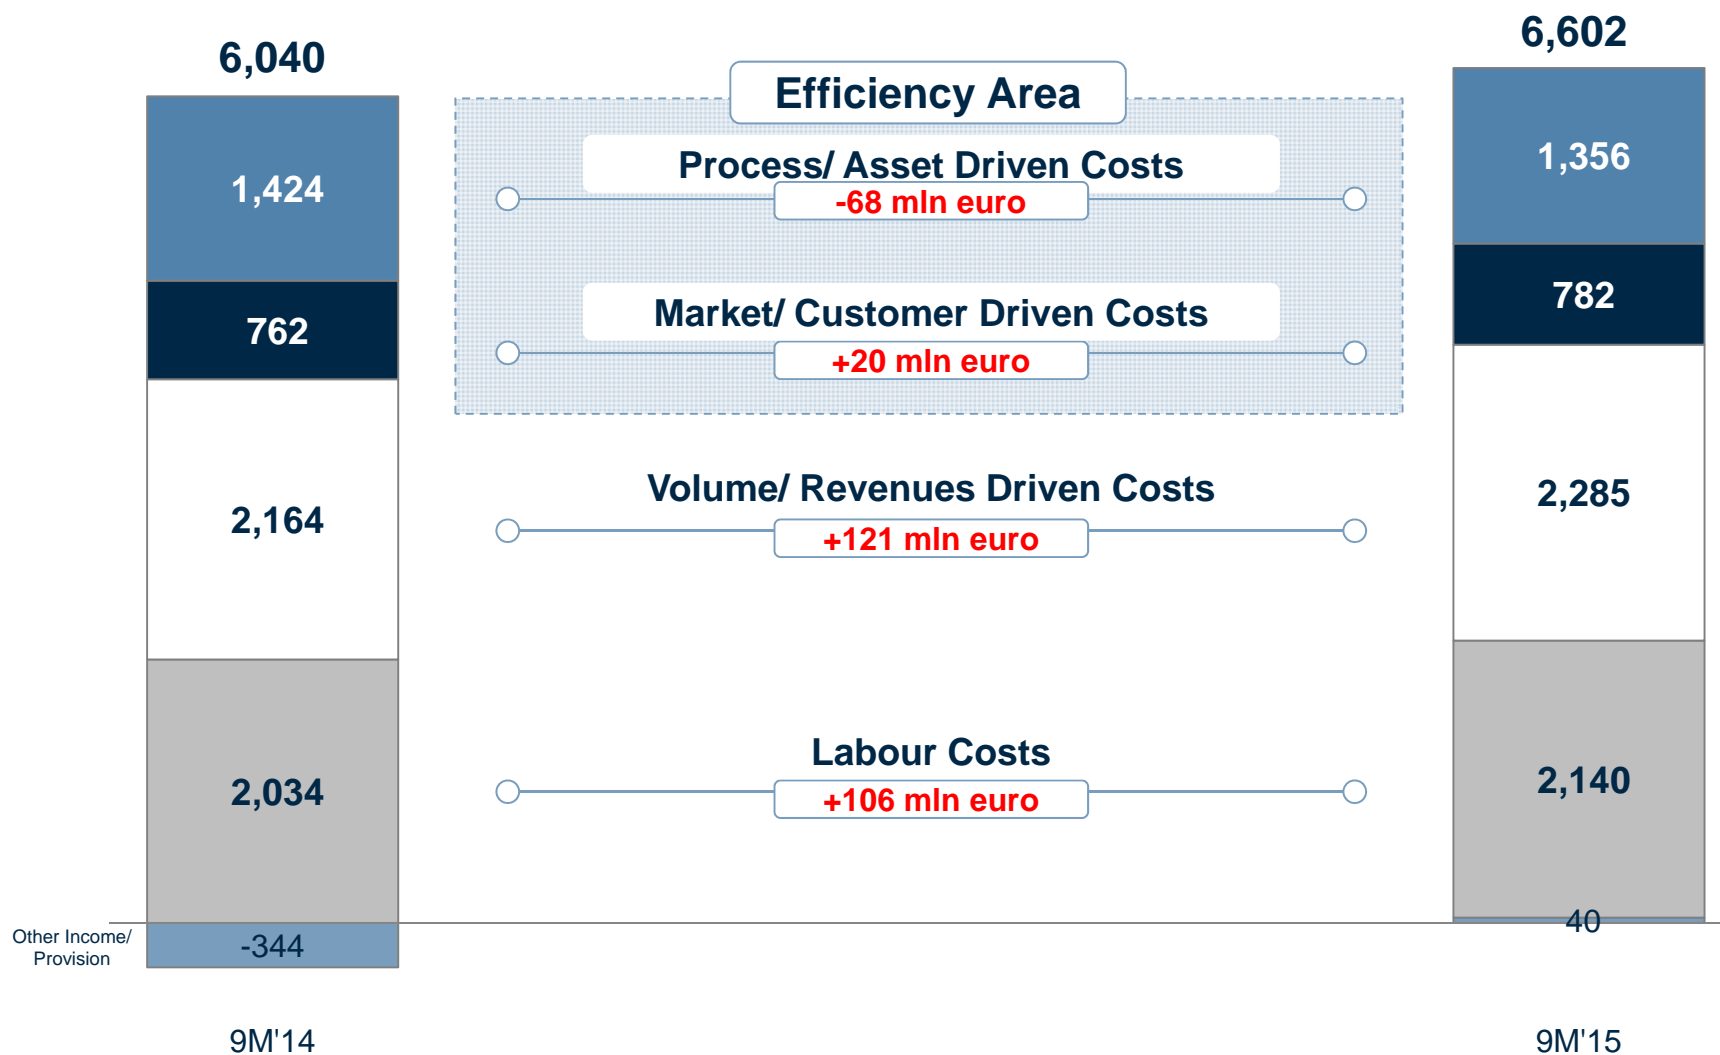 6,040
6,602
Efficiency Area
Process/ Asset Driven Costs
1,424
-68 mln euro
1,356
Market/ Customer Driven Costs
762
+20 mln euro
782
Volume/ Revenues Driven Costs
2,164
+121 mln euro
2,285
Labour Costs
2,034
+106 mln euro
2,140
Other Income/
Provision
-344
40
9M'14
9M'15